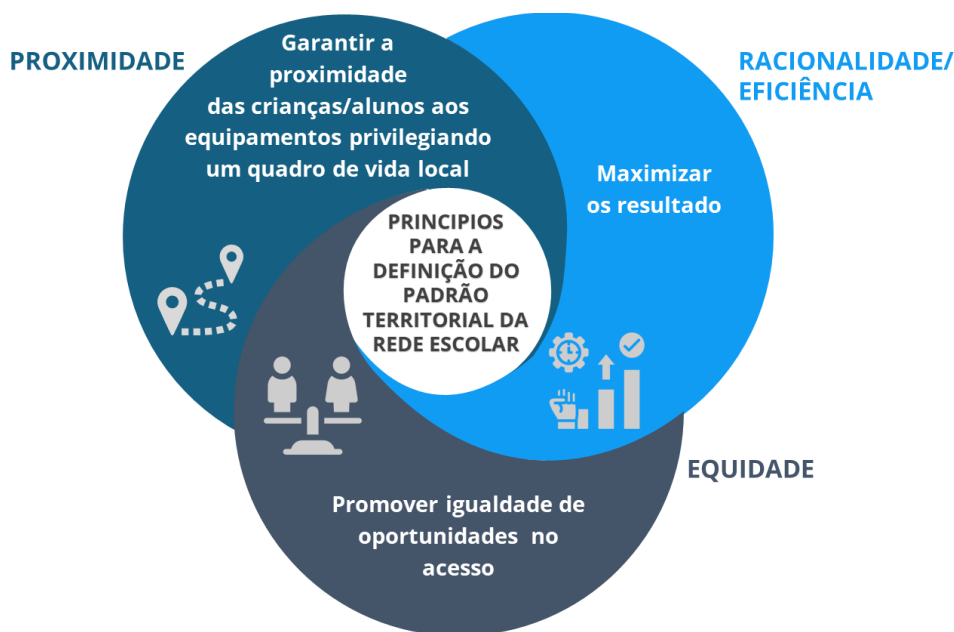 PROXIMIDADE
Garantir a
proximidade
das crianças/alunos aos
equipamentos privilegiando
um quadro de vida local
RACIONALIDADE/
EFICIÊNCIA
Maximizar
os resultado
PRINCIPIOS
PARA A
DEFINIÇÃO DO
PADRÃO
TERRITORIAL DA
REDE ESCOLAR
EQUIDADE
Promover igualdade de
oportunidades no
acesso